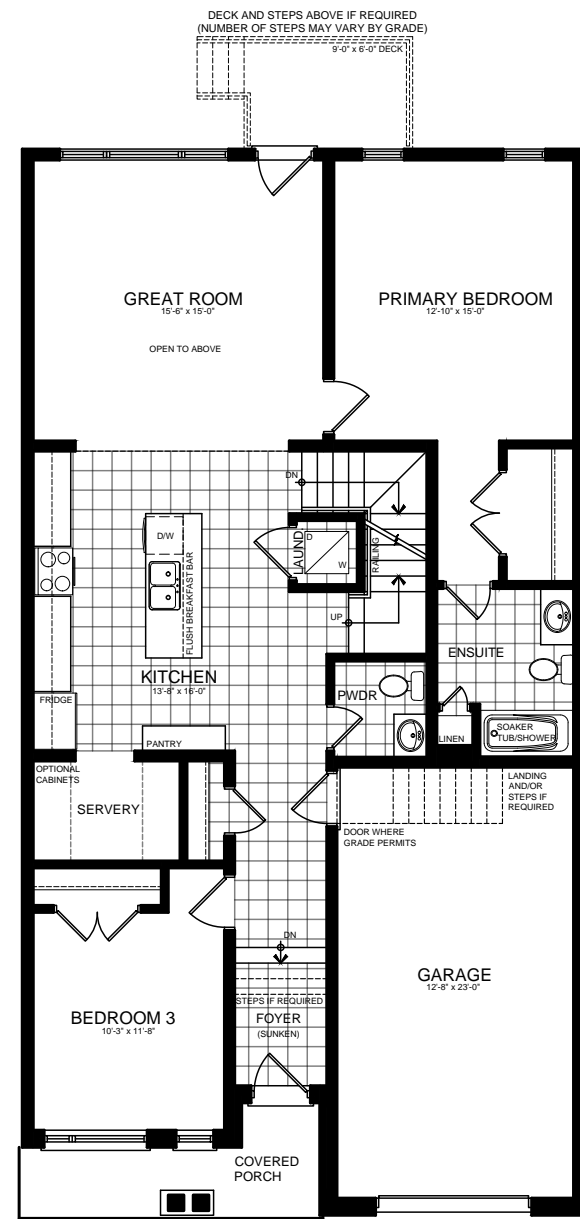 DECK AND STEPS ABOVE IF REQUIRED
(NUMBER OF STEPS MAY VARY BY GRADE)
9'-0" x 6'-0" DECK
GREAT ROOM
15'-6" x 15'-0"
OPEN TO ABOVE
PRIMARY BEDROOM
12'-10" x 15'-0"
DN
D/W
FLUSH BREAKFAST BAR
LAUND
D
W
RAILING
UP
KITCHEN
13'-8" x 16'-0"
FRIDGE
PANTRY
PWDR
ENSUITE
LINEN
SOAKER
TUB/SHOWER
OPTIONAL
CABINETS
SERVERY
LANDING
AND/OR
STEPS IF
REQUIRED
DOOR WHERE
GRADE PERMITS
DN
STEPS IF REQUIRED
FOYER
(SUNKEN)
BEDROOM 3
10'-3" x 11'-8"
GARAGE
12'-8" x 23'-0"
COVERED
PORCH